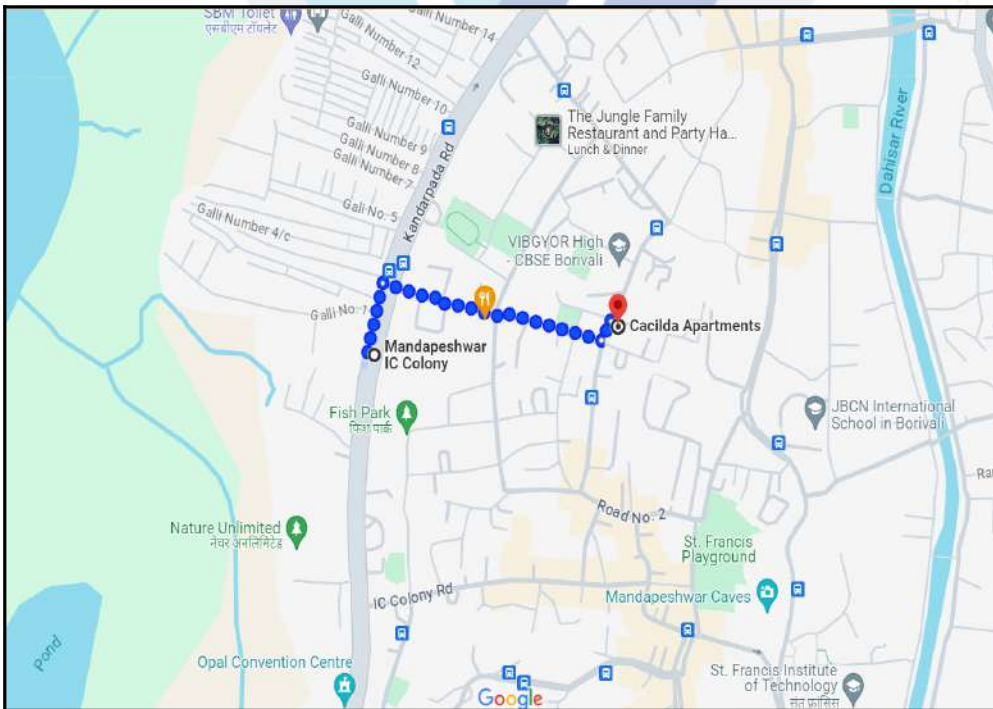 SBM Toilet
एसबीएम टॉयलेट
Galli Number 14
Galli Number 12
Galli Number 10
Galli Number 9
Galli Number 8
Galli Number 7
Gali No. 5
Galli Number 4/c
Kandarpada Rd
The Jungle Family
Restaurant and Party Ha...
Lunch & Dinner
Dahisar River
VIBGYOR High
- CBSE Borivali
Galli No. 1
Cacilda Apartments
Mandapeshwar
IC Colony
Fish Park
फिश पार्क
JBCN International
School in Borivali
Nature Unlimited
नेचर अनलिमिटेड
Road No. 2
St. Francis
Playground
IC Colony Rd
Mandapeshwar Caves
Pond
Opal Convention Centre
St. Francis Institute
of Technology
संत फ्रांसिस
Google